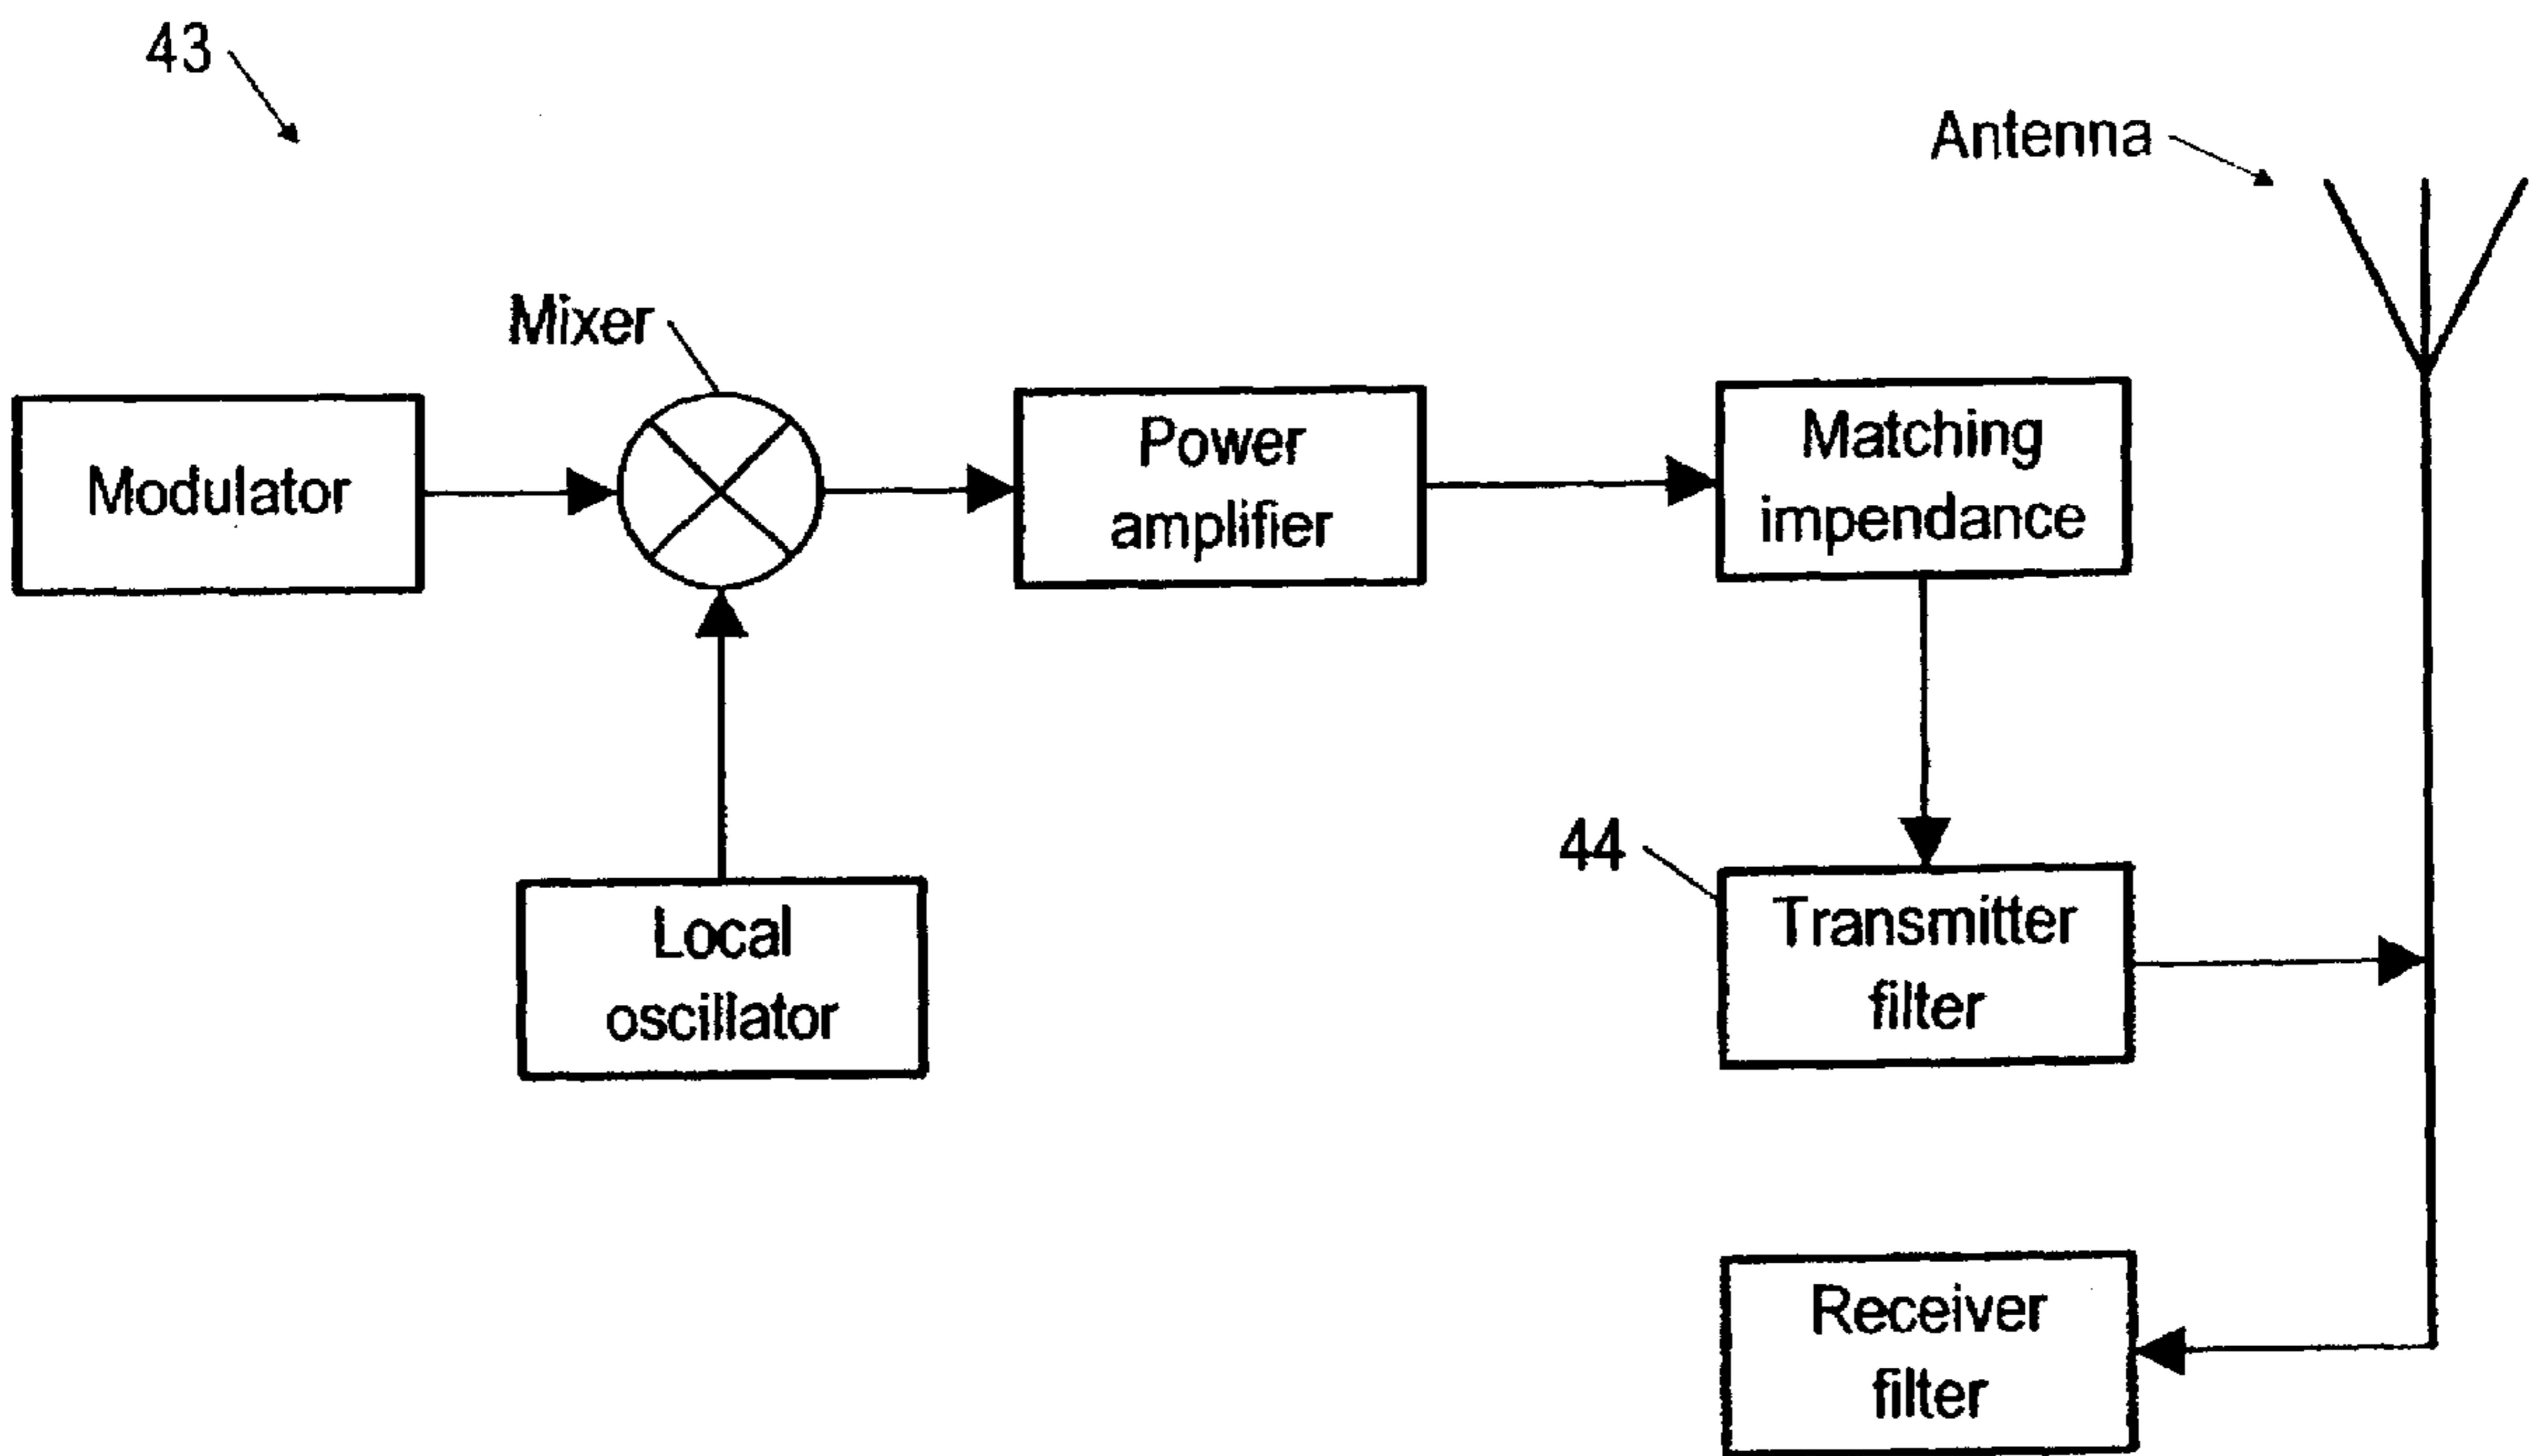 43
Antenna
Mixer
Modulator
Power
amplifier
Matching
impendance
Local
oscillator
44
Transmitter
filter
Receiver
filter